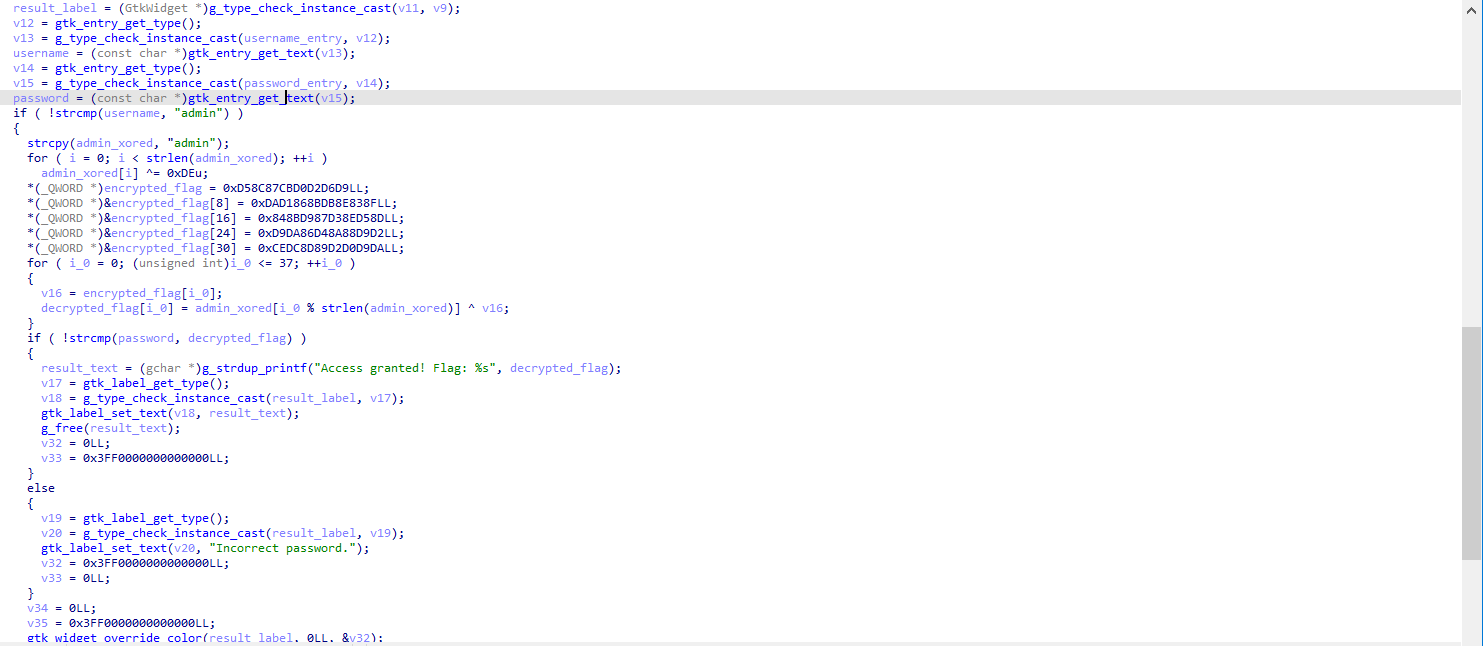 result_label = (GtkWidget *)g_type_check_instance_cast(v11, v9);
v12 = gtk_entry_get_type();
v13 = g_type_check_instance_cast(username_entry, v12);
username = (const char *)gtk_entry_get_text(v13);
v14 = gtk_entry_get_type();
v15 = g_type_check_instance_cast(password_entry, v14);
password = (const char *)gtk_entry_get_text(v15);
if ( !strcmp(username, "admin") )
{
strcpy(admin_xored, "admin");
for ( i = 0; i < strlen(admin_xored); ++i )
admin_xored[i] ^= 0xDEu;
*(_QWORD *)encrypted_flag = 0xD58C87CBD0D2D6D9LL;
*(_QWORD *)&encrypted_flag[8] = 0xDAD1868BDB8E838FLL;
*(_QWORD *)&encrypted_flag[16] = 0x848BD987D38ED58DLL;
*(_QWORD *)&encrypted_flag[24] = 0xD9DA86D48A88D9D2LL;
*(_QWORD *)&encrypted_flag[30] = 0xCEDC8D89D2D0D9DALL;
for ( i_0 = 0; (unsigned int)i_0 <= 37; ++i_0 )
{
v16 = encrypted_flag[i_0];
decrypted_flag[i_0] = admin_xored[i_0 % strlen(admin_xored)] ^ v16;
}
if ( !strcmp(password, decrypted_flag) )
{
result_text = (gchar *)g_strdup_printf("Access granted! Flag: %s", decrypted_flag);
v17 = gtk_label_get_type();
v18 = g_type_check_instance_cast(result_label, v17);
gtk_label_set_text(v18, result_text);
g_free(result_text);
v32 = 0LL;
v33 = 0x3FF0000000000000LL;
}
else
{
v19 = gtk_label_get_type();
v20 = g_type_check_instance_cast(result_label, v19);
gtk_label_set_text(v20, "Incorrect password.");
v32 = 0x3FF0000000000000LL;
v33 = 0LL;
}
v34 = 0LL;
v35 = 0x3FF0000000000000LL;
gtk_widget_override_color(result_label, 0LL, &v32);